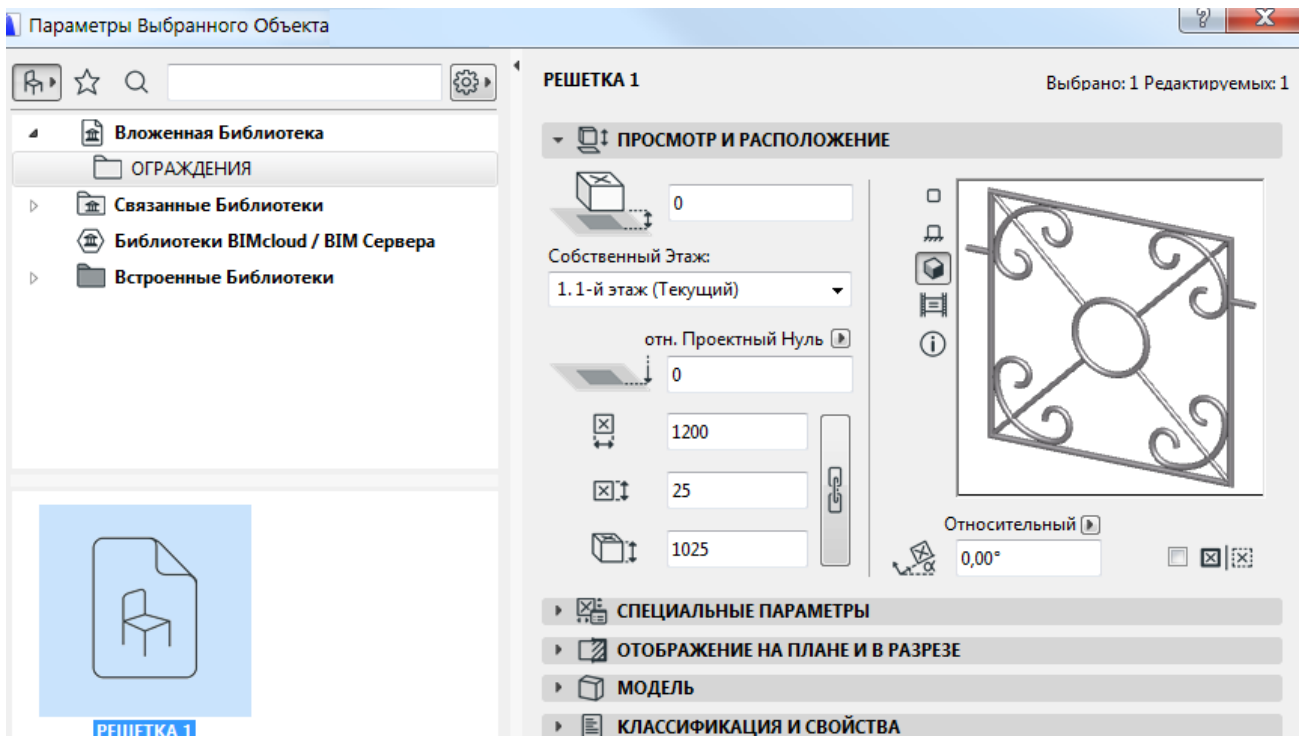 Параметры Выбранного Объекта
Вложенная Библиотека
ОГРАЖДЕНИЯ
Связанные Библиотеки
Библиотеки BIMcloud / BIM Сервера
Встроенные Библиотеки
РЕШЕТКА 1
РЕШЕТКА 1
Выбрано: 1 Редактируемых: 1
ПРОСМОТР И РАСПОЛОЖЕНИЕ
0
Собственный Этаж:
1. 1-й этаж (Текущий)
отн. Проектный Нуль
0
1200
25
1025
Относительный
α
0,00°
СПЕЦИАЛЬНЫЕ ПАРАМЕТРЫ
ОТОБРАЖЕНИЕ НА ПЛАНЕ И В РАЗРЕЗЕ
МОДЕЛЬ
КЛАССИФИКАЦИЯ И СВОЙСТВА